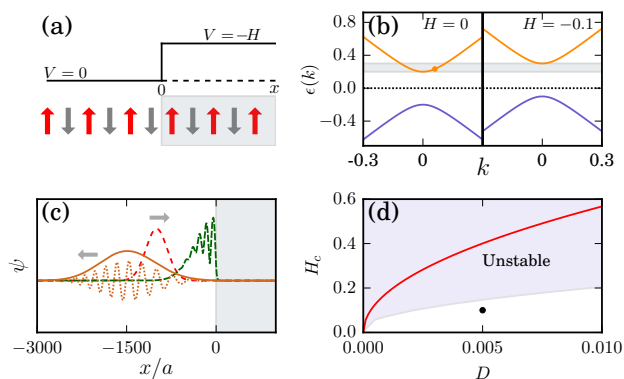 (a)
V = −H
V = 0
0
x
(b)
H = 0
H = −0.1
ϵ(k)
0.8
0.4
0.0
−0.4
-0.3
0
0
0.3
k
(c)
ψ
−3000
−1500
0
x/a
(d)
Unstable
H_c
0.6
0.4
0.2
0.0
0.000
0.005
0.010
D